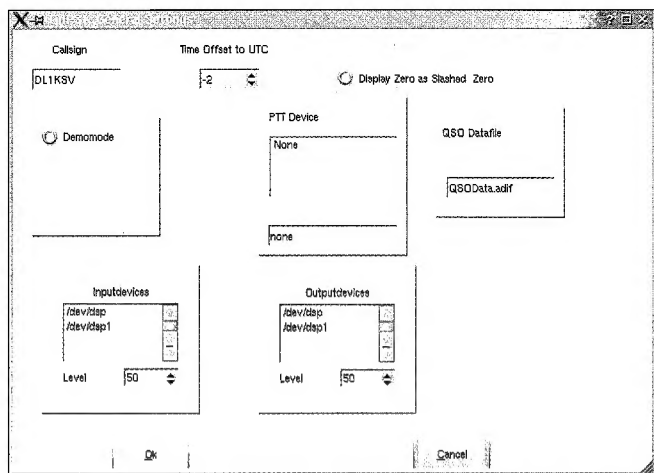 Callsign
Time Offset to UTC
DL1KSV
-2
Display Zero as Slashed Zero
Demomode
PTT Device
None
none
QSO Datafile
QSOData.adif
Inputdevices
/dev/dsp
/dev/dsp1
Level
50
Outputdevices
/dev/dsp
/dev/dsp1
Level
50
Ok
Cancel